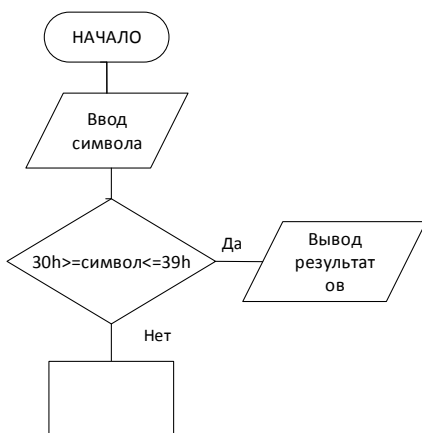 НАЧАЛО
Ввод
символа
30h>=символ<=39h
Да
Вывод
результат
ов
Нет